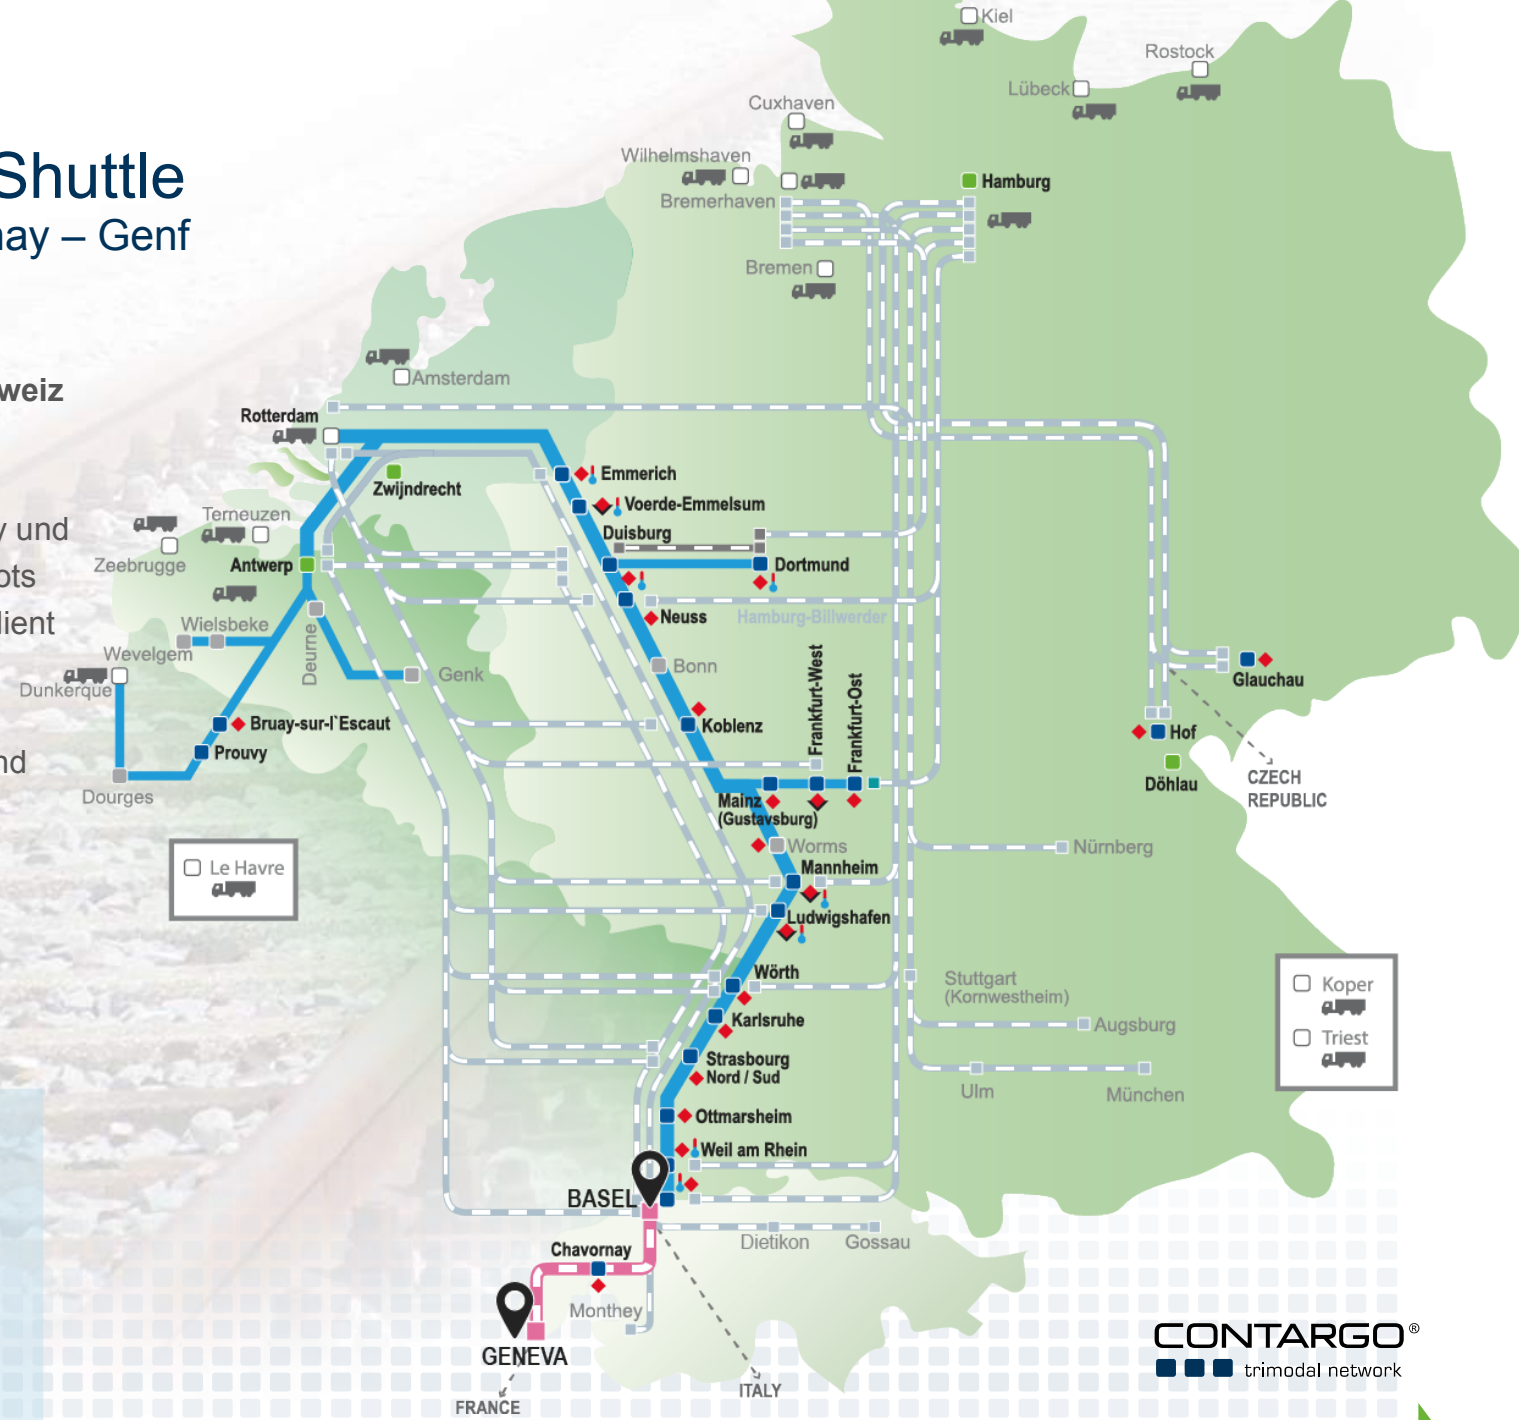 Shuttle
nay – Genf
weiz
y und
ots
lient
nd
Kiel
Rostock
Lübeck
Cuxhaven
Wilhelmshaven
Bremerhaven
Hamburg
Bremen
Amsterdam
Rotterdam
Zwijndrecht
Emmerich
Voerde-Emmelsum
Terneuzen
Duisburg
Zeebrugge
Antwerp
Dortmund
Neuss
Hamburg-Billwerder
Wielsbeke
Wevelgem
Deurne
Genk
Bonn
Dunkerque
Frankfurt-West
Frankfurt-Ost
Glauchau
Bruay-sur-l`Escaut
Koblenz
Hof
Prouvy
Döhlau
CZECH
REPUBLIC
Dourges
Mainz
(Gustavsburg)
Worms
Nürnberg
Le Havre
Mannheim
Ludwigshafen
Wörth
Stuttgart
(Kornwestheim)
Koper
Karlsruhe
Augsburg
Triest
Strasbourg
Nord / Sud
Ulm
München
Ottmarsheim
Weil am Rhein
BASEL
Dietikon
Gossau
Chavornay
Monthey
GENEVA
ITALY
FRANCE
CONTARGO®
trimodal network